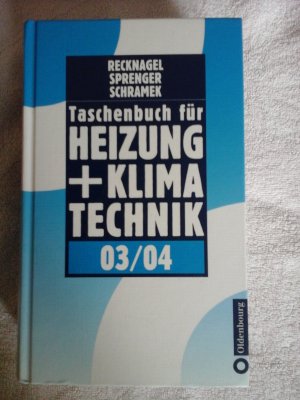 RECKNAGEL
SPRENGER
SCHRAMEK
Taschenbuch für
HEIZUNG
+KLIMA
TECHNIK
03/04
Oldenbourg